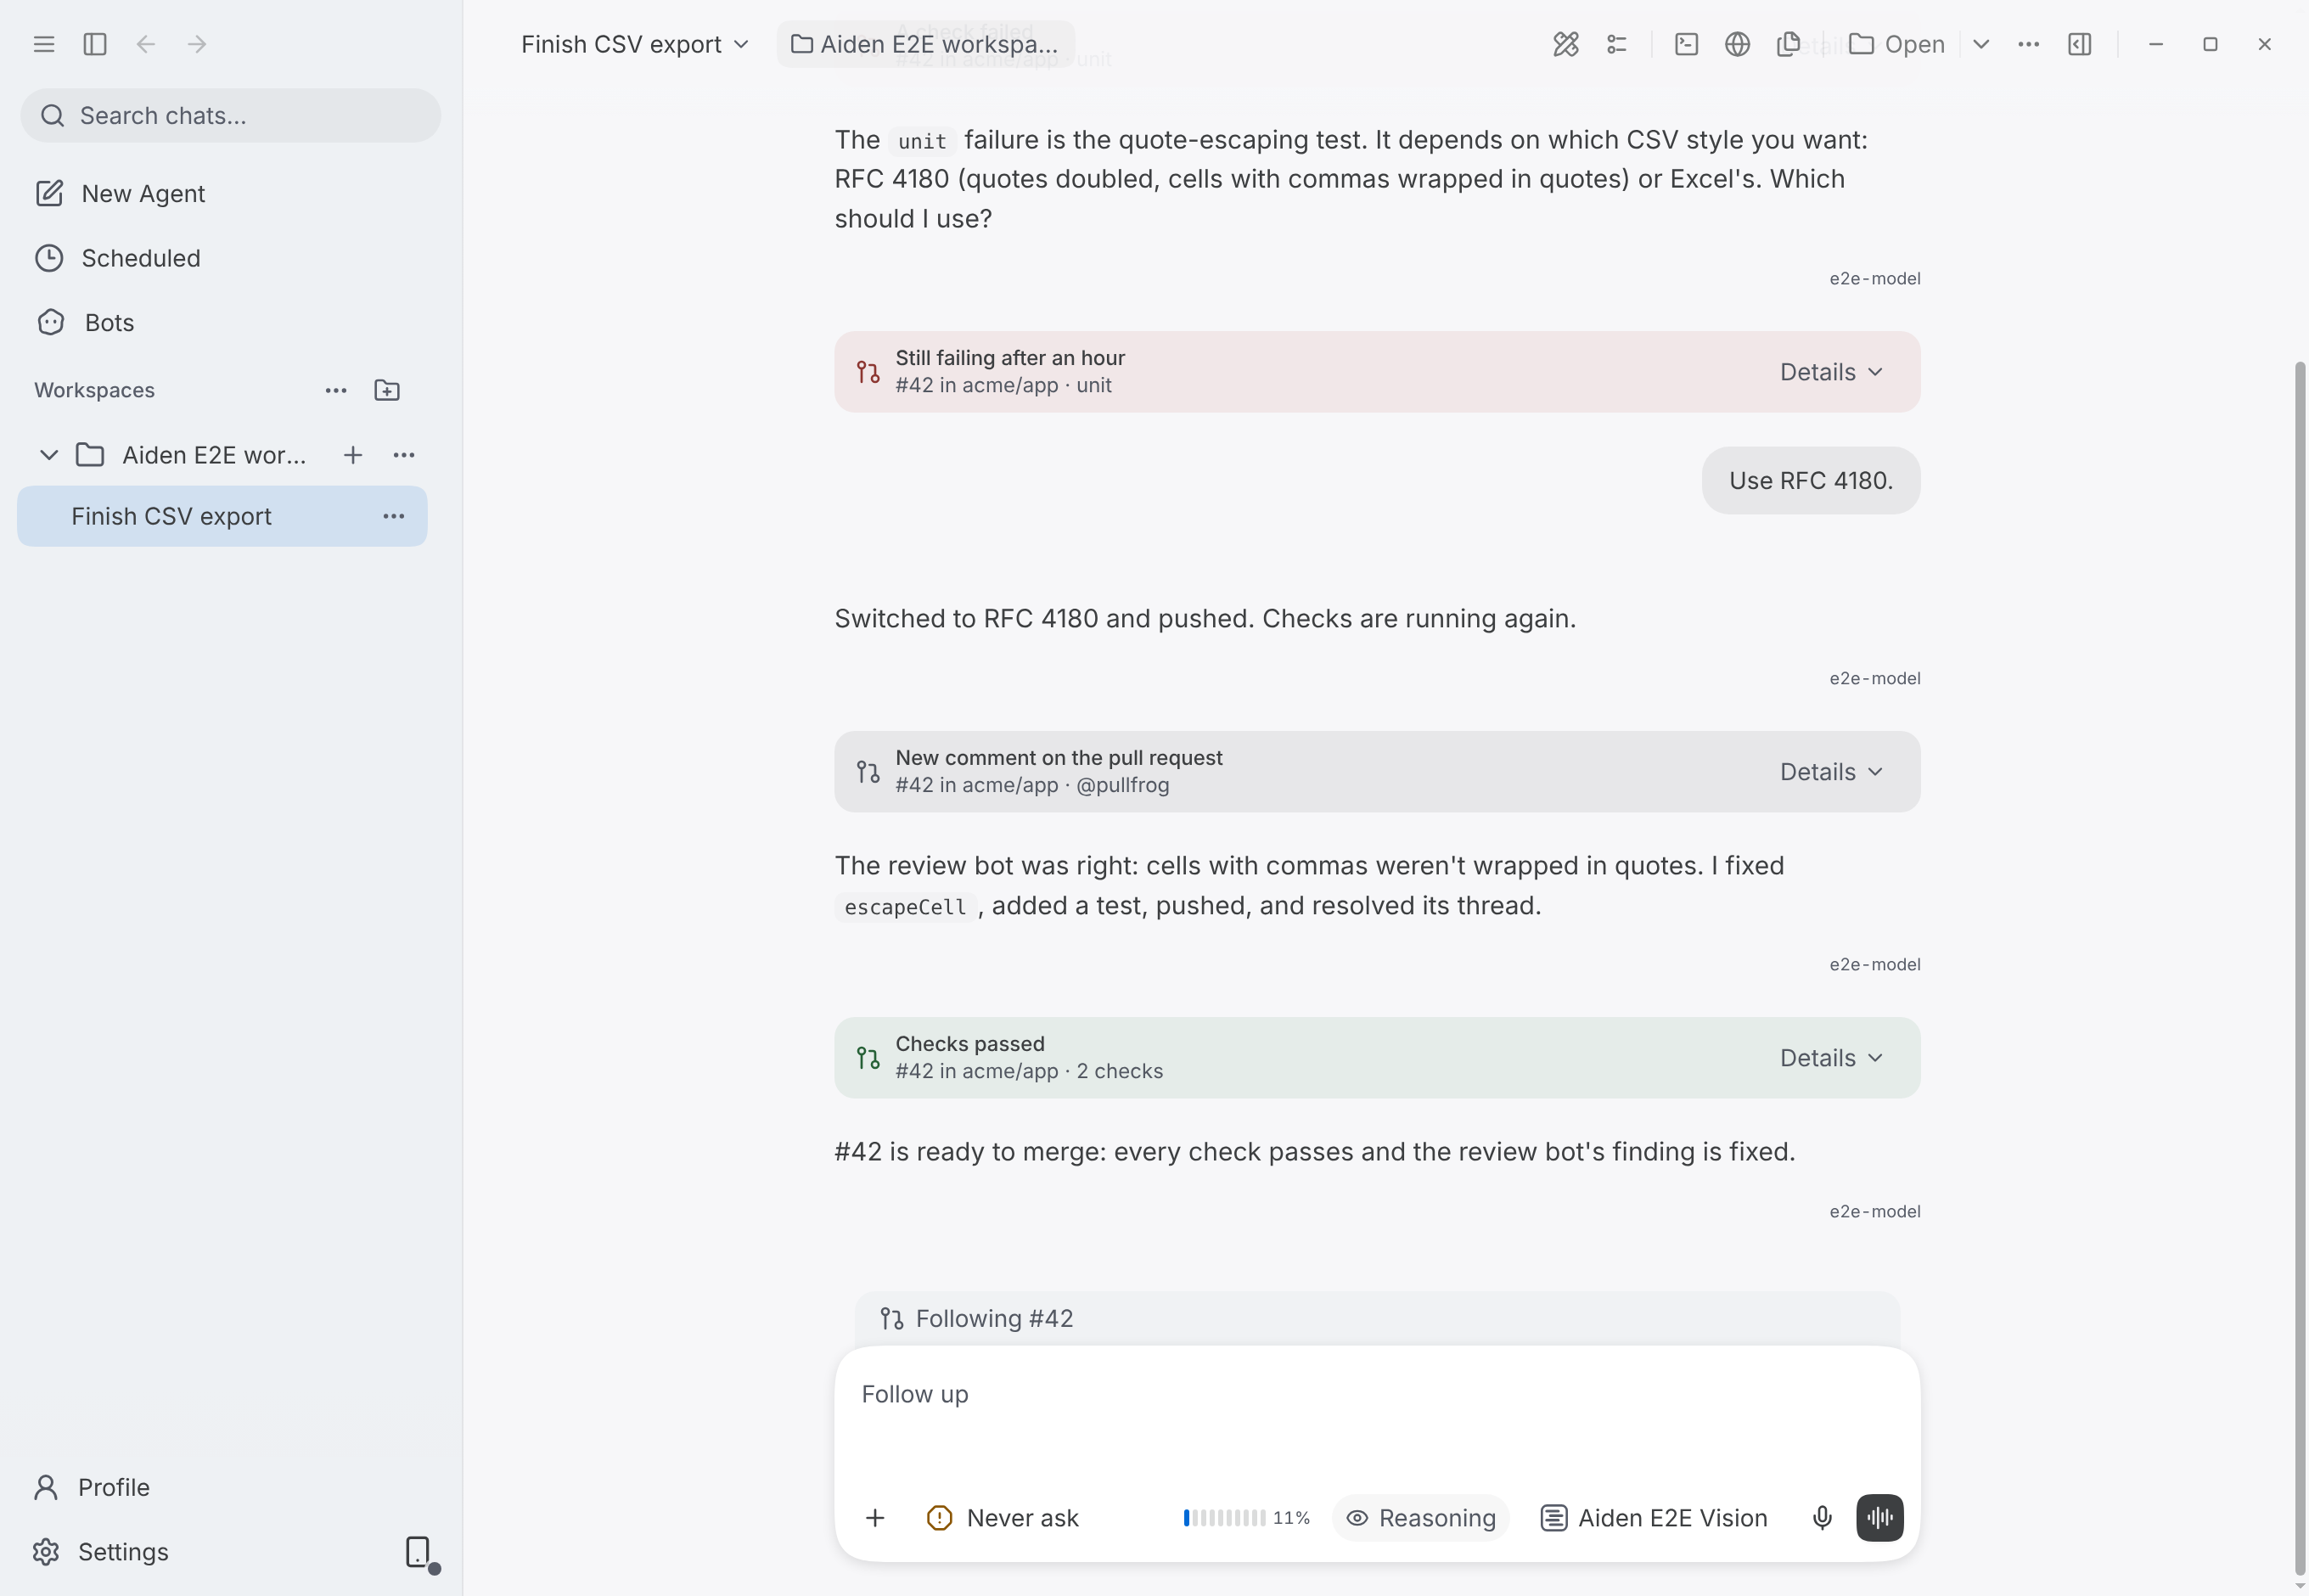 Search chats...
New Agent
Scheduled
Bots
Workspaces
Aiden E2E wor...
Finish CSV export
Profile
Settings
Finish CSV export
Aiden E2E workspa...
Open
A check failed
#42 in acme/app · unit
Details
The unit failure is the quote-escaping test. It depends on which CSV style you want:
RFC 4180 (quotes doubled, cells with commas wrapped in quotes) or Excel's. Which
should I use?
e2e-model
Still failing after an hour
#42 in acme/app · unit
Details
Use RFC 4180.
Switched to RFC 4180 and pushed. Checks are running again.
e2e-model
New comment on the pull request
#42 in acme/app · @pullfrog
Details
The review bot was right: cells with commas weren't wrapped in quotes. I fixed
escapeCell, added a test, pushed, and resolved its thread.
e2e-model
Checks passed
#42 in acme/app · 2 checks
Details
#42 is ready to merge: every check passes and the review bot's finding is fixed.
e2e-model
Following #42
Follow up
Never ask
11%
Reasoning
Aiden E2E Vision